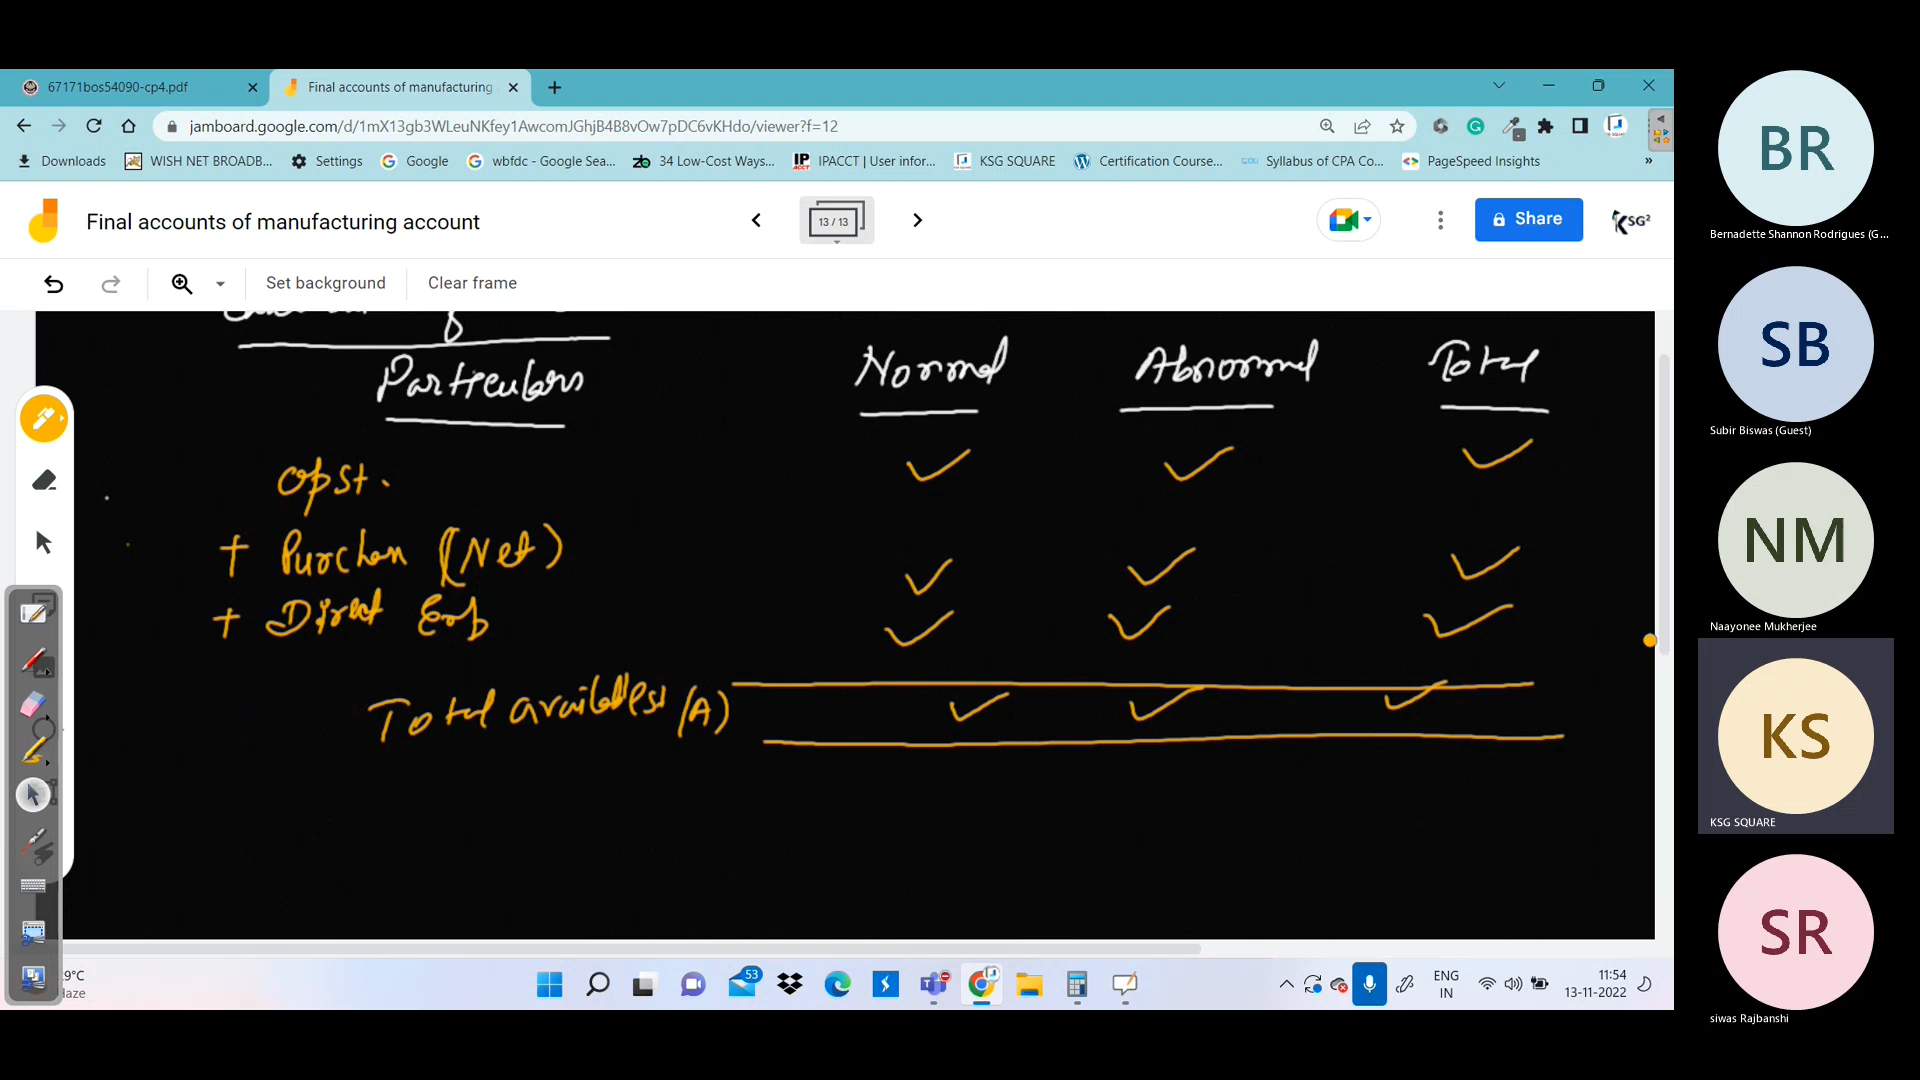 67171bos54090-cp4.pdf
Final accounts of manufacturing
jamboard.google.com/d/1mX13gb3WLeuNKfey1AwcomJGhjB4B8vOw7pDC6vKHdo/viewer?f=12
Downloads WISH NET BROADB... Settings Google wbfdc - Google Sea... 34 Low-Cost Ways... IPACCT | User infor... KSG SQUARE Certification Course... Syllabus of CPA Co... PageSpeed Insights »
Final accounts of manufacturing account
13 / 13
Share
KSG²
Set background Clear frame
Particulars Normal Abnormal Total
opst.
+ Purchase (Net)
+ Direct Exp
Total available (A)
BR
Bernadette Shannon Rodrigues (G...
SB
Subir Biswas (Guest)
NM
Naayonee Mukherjee
KS
KSG SQUARE
SR
siwas Rajbanshi
9°C
Haze
53
ENG
IN
11:54
13-11-2022